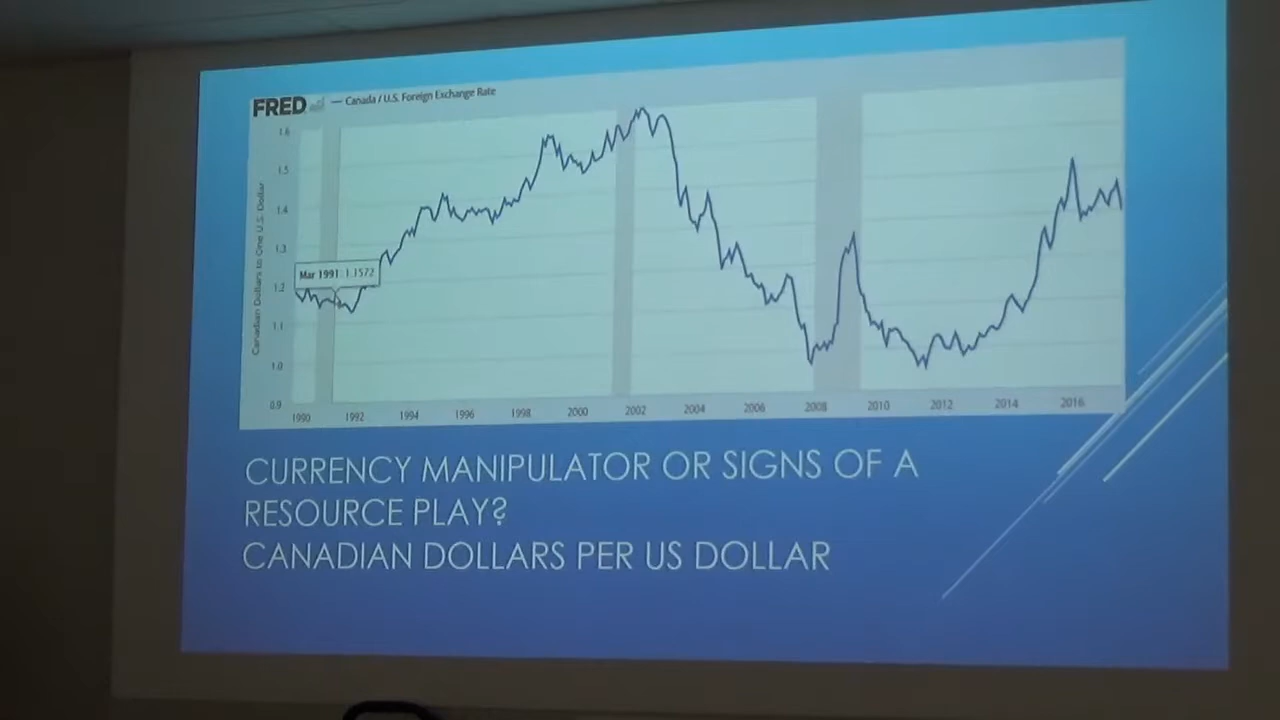 FRED — Canada / U.S. Foreign Exchange Rate
Canadian Dollars to One U.S. Dollar
1.6
1.5
1.4
1.3
1.2
1.1
1.0
0.9
Mar 1991: 1.1572
1990 1992 1994 1996 1998 2000 2002 2004 2006 2008 2010 2012 2014 2016
CURRENCY MANIPULATOR OR SIGNS OF A
RESOURCE PLAY?
CANADIAN DOLLARS PER US DOLLAR